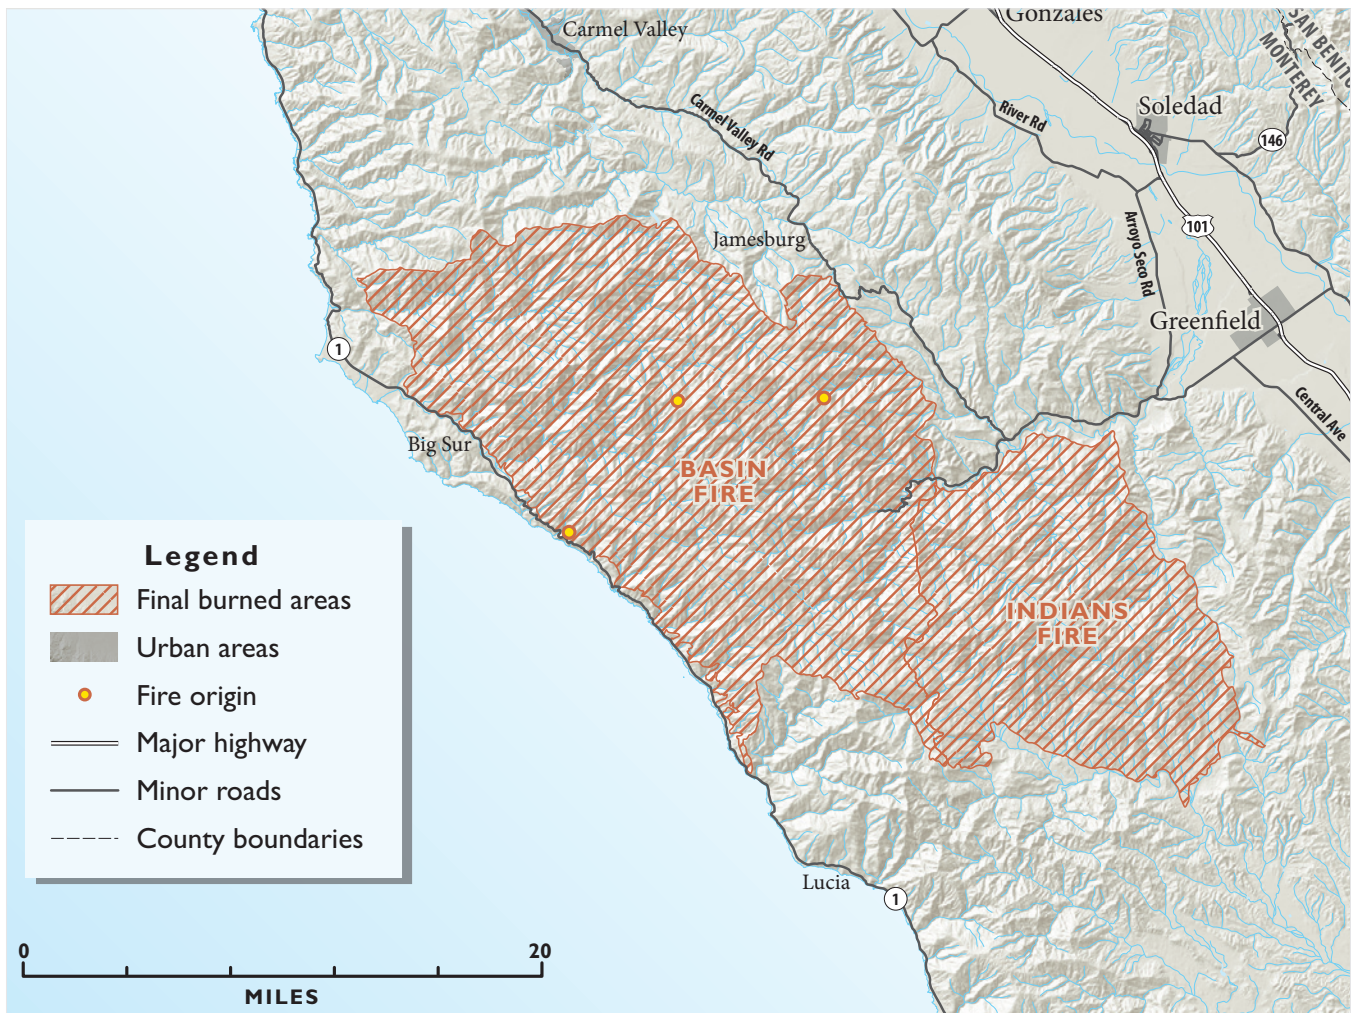 Gonzales
Carmel Valley
SAN BENITO
MONTEREY
Soledad
Carmel Valley Rd
River Rd
146
101
Jamesburg
Arroyo Seco Rd
Greenfield
1
Central Ave
Big Sur
BASIN
FIRE
INDIANS
FIRE
Legend
Final burned areas
Urban areas
Fire origin
Major highway
Minor roads
County boundaries
Lucia
1
0 20
MILES